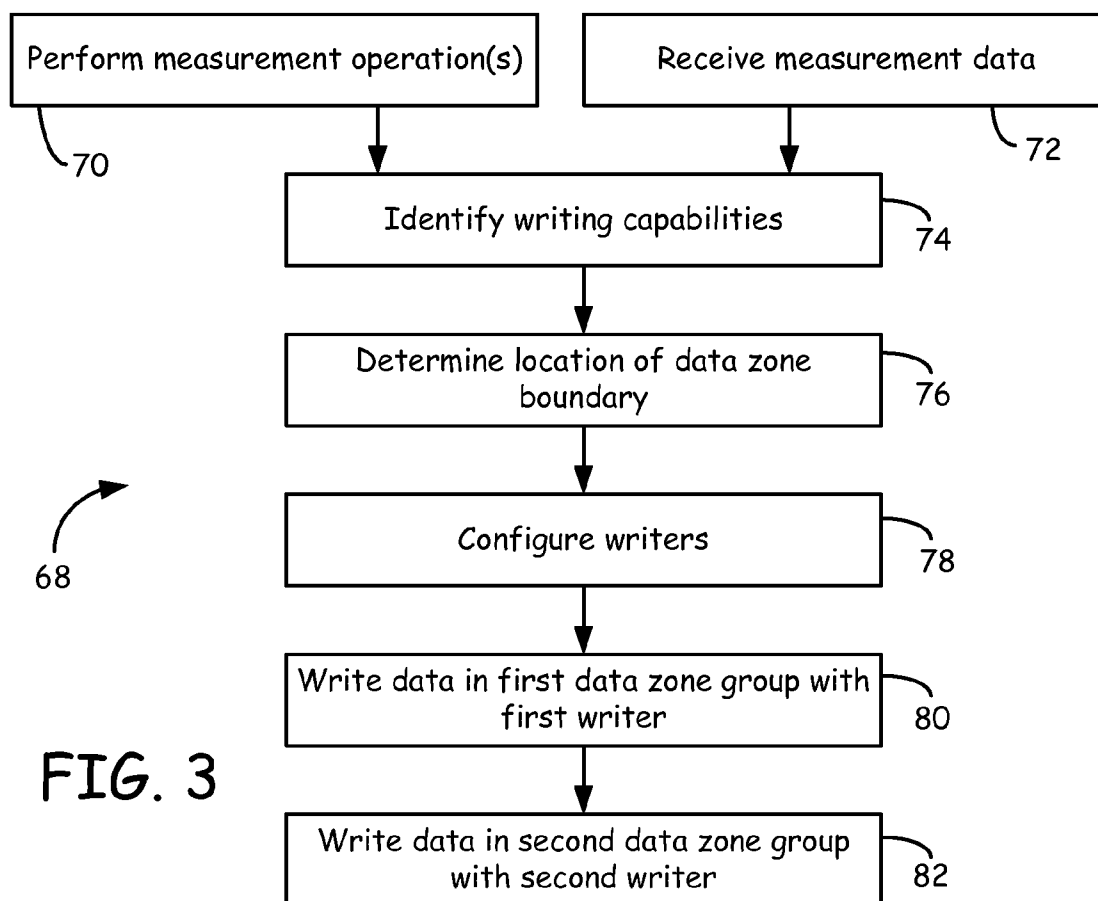 Perform measurement operation(s)
Receive measurement data
70
72
Identify writing capabilities
74
Determine location of data zone
boundary
76
Configure writers
78
68
Write data in first data zone group with
first writer
80
FIG. 3
Write data in second data zone group
with second writer
82